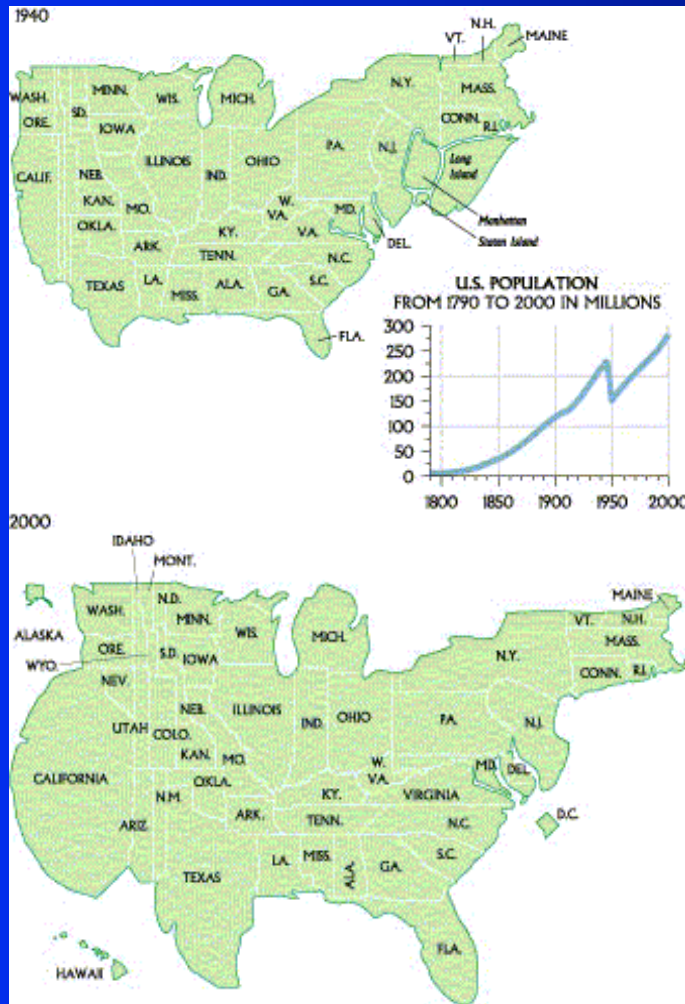 1940
N.H.
VT.
MAINE
WASH.
MINN.
WIS.
MICH.
N.Y.
MASS.
ORE.
S.D.
IOWA
CONN.
R.I.
CALIF.
NEB.
ILLINOIS
IND.
OHIO
PA.
N.J.
Long
Island
KAN.
MO.
W.
VA.
MD.
Manhattan
OKLA.
KY.
VA.
DEL.
Staten Island
ARK.
TENN.
N.C.
TEXAS
LA.
MISS.
ALA.
GA.
S.C.
FLA.
U.S. POPULATION
FROM 1790 TO 2000 IN MILLIONS
300
250
200
150
100
50
0
1800 1850 1900 1950 2000
2000
IDAHO
MONT.
N.D.
MAINE
WASH.
MINN.
WIS.
MICH.
VT.
N.H.
ALASKA
ORE.
MASS.
WYO.
S.D.
IOWA
N.Y.
CONN.
R.I.
NEV.
NEB.
ILLINOIS
IND.
OHIO
PA.
N.J.
UTAH
COLO.
KAN.
MO.
W.
VA.
MD.
DEL.
CALIFORNIA
OKLA.
N.M.
KY.
VIRGINIA
D.C.
ARIZ.
ARK.
TENN.
N.C.
TEXAS
LA.
MISS.
ALA.
GA.
S.C.
HAWAII
FLA.